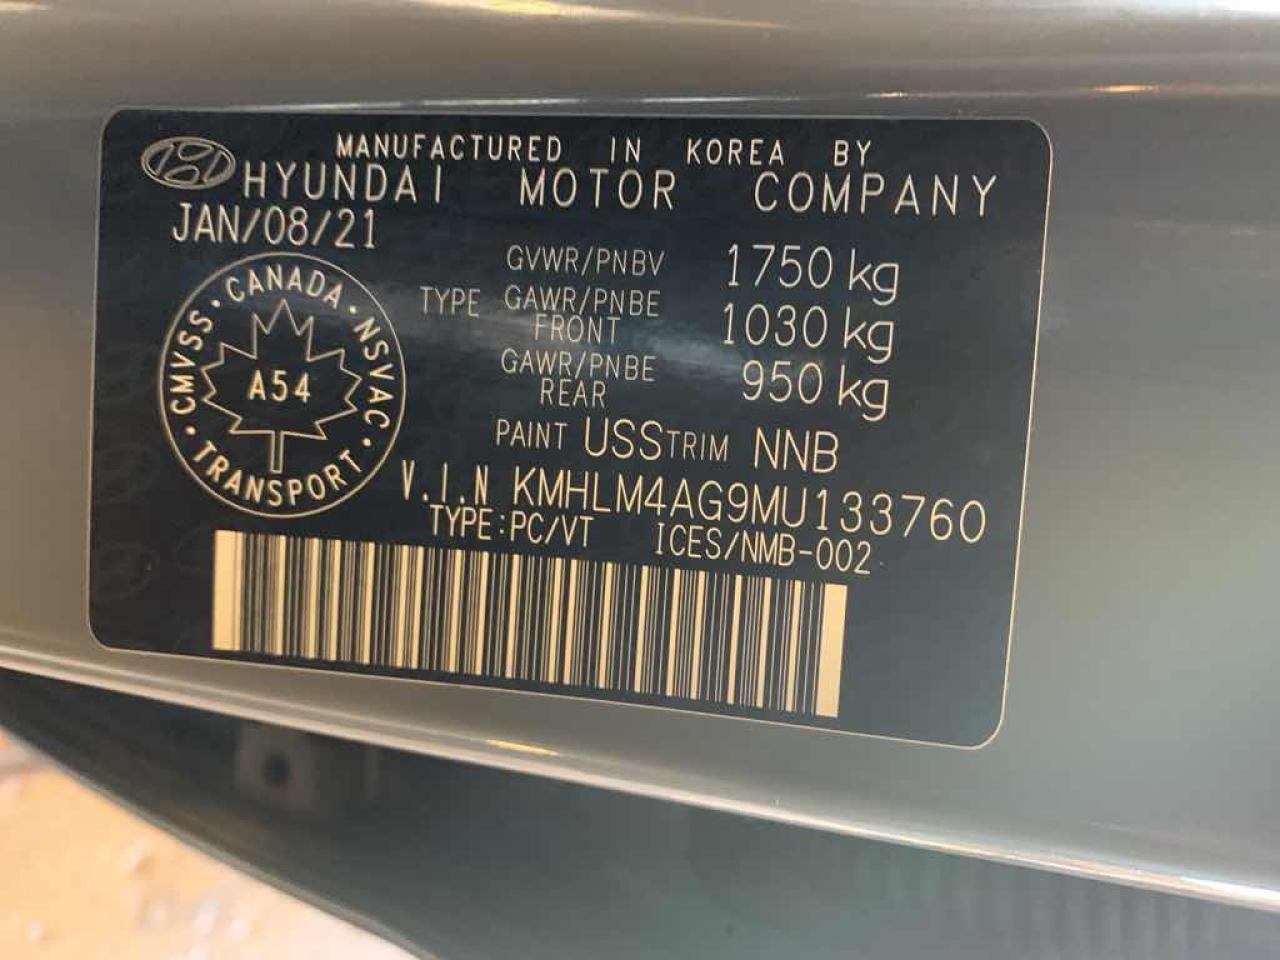 MANUFACTURED IN KOREA BY
HYUNDAI MOTOR COMPANY
JAN/08/21
GVWR/PNBV 1750 kg
TYPE GAWR/PNBE FRONT 1030 kg
GAWR/PNBE REAR 950 kg
CANADA · NSVAC · TRANSPORT · CMVSS ·
A54
PAINT USS TRIM NNB
V.I.N KMHLM4AG9MU133760
TYPE:PC/VT ICES/NMB-002